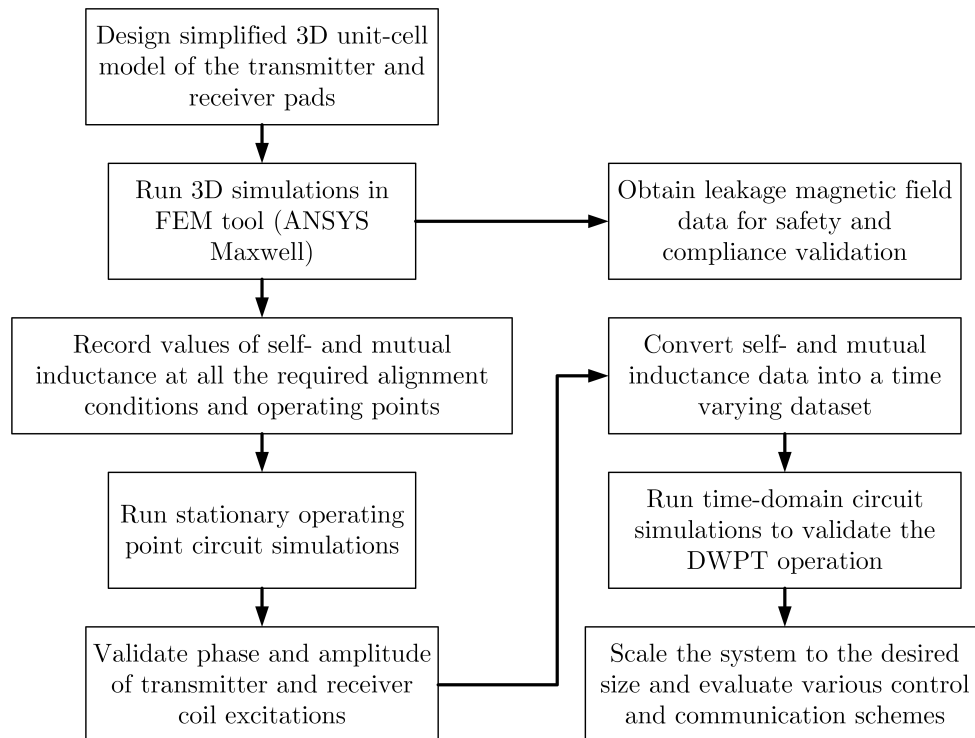 Design simplified 3D unit-cell
model of the transmitter and
receiver pads
Run 3D simulations in
FEM tool (ANSYS
Maxwell)
Obtain leakage magnetic field
data for safety and
compliance validation
Record values of self- and mutual
inductance at all the required alignment
conditions and operating points
Run stationary operating
point circuit simulations
Validate phase and amplitude
of transmitter and receiver
coil excitations
Convert self- and mutual
inductance data into a time
varying dataset
Run time-domain circuit
simulations to validate the
DWPT operation
Scale the system to the desired
size and evaluate various control
and communication schemes